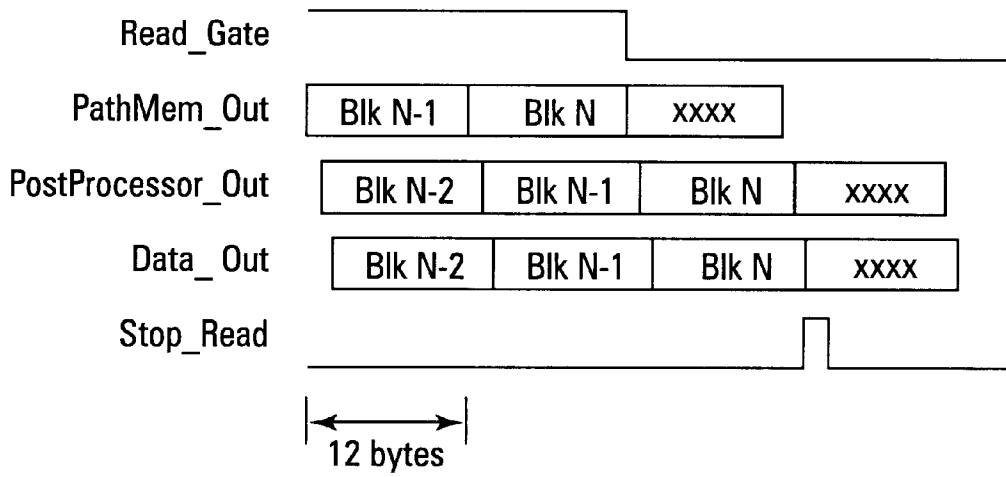 Read_Gate
PathMem_Out Blk N-1 Blk N xxxx
PostProcessor_Out Blk N-2 Blk N-1 Blk N xxxx
Data_ Out Blk N-2 Blk N-1 Blk N xxxx
Stop_Read
12 bytes